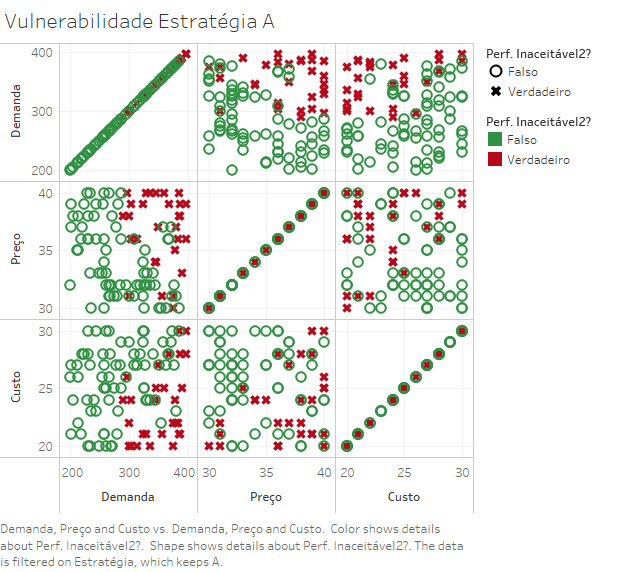 Vulnerabilidade Estratégia A
Perf. Inaceitável2?
Falso
Verdadeiro
Perf. Inaceitável2?
Falso
Verdadeiro
Demanda
400
300
200
Preço
40
35
30
Custo
30
25
20
200 300 400 30 35 40 20 25 30
Demanda Preço Custo
Demanda, Preço and Custo vs. Demanda, Preço and Custo. Color shows details
about Perf. Inaceitável2?. Shape shows details about Perf. Inaceitável2?. The data
is filtered on Estratégia, which keeps A.